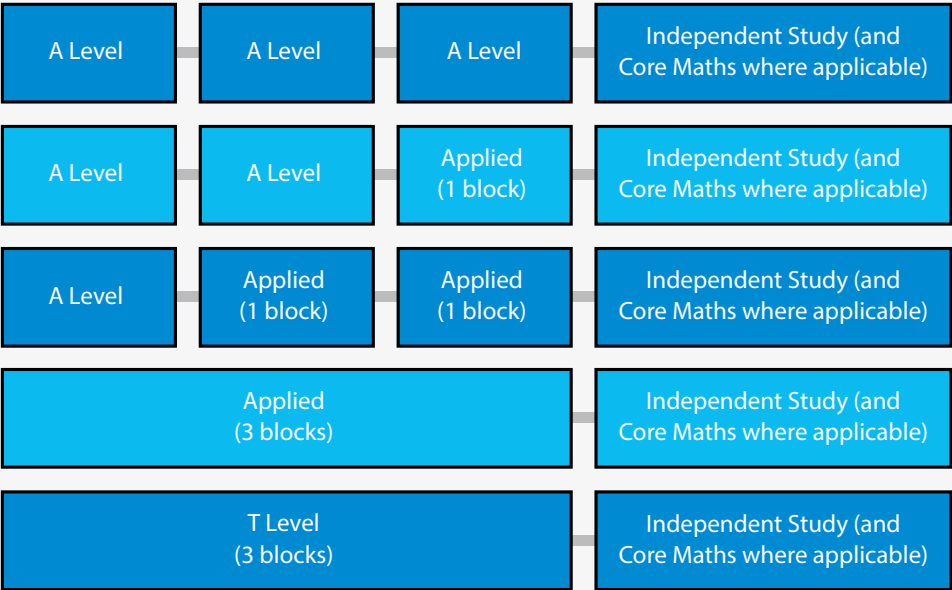 A Level
A Level
A Level
Independent Study (and
Core Maths where applicable)
A Level
A Level
Applied
(1 block)
Independent Study (and
Core Maths where applicable)
A Level
Applied
(1 block)
Applied
(1 block)
Independent Study (and
Core Maths where applicable)
Applied
(3 blocks)
Independent Study (and
Core Maths where applicable)
T Level
(3 blocks)
Independent Study (and
Core Maths where applicable)